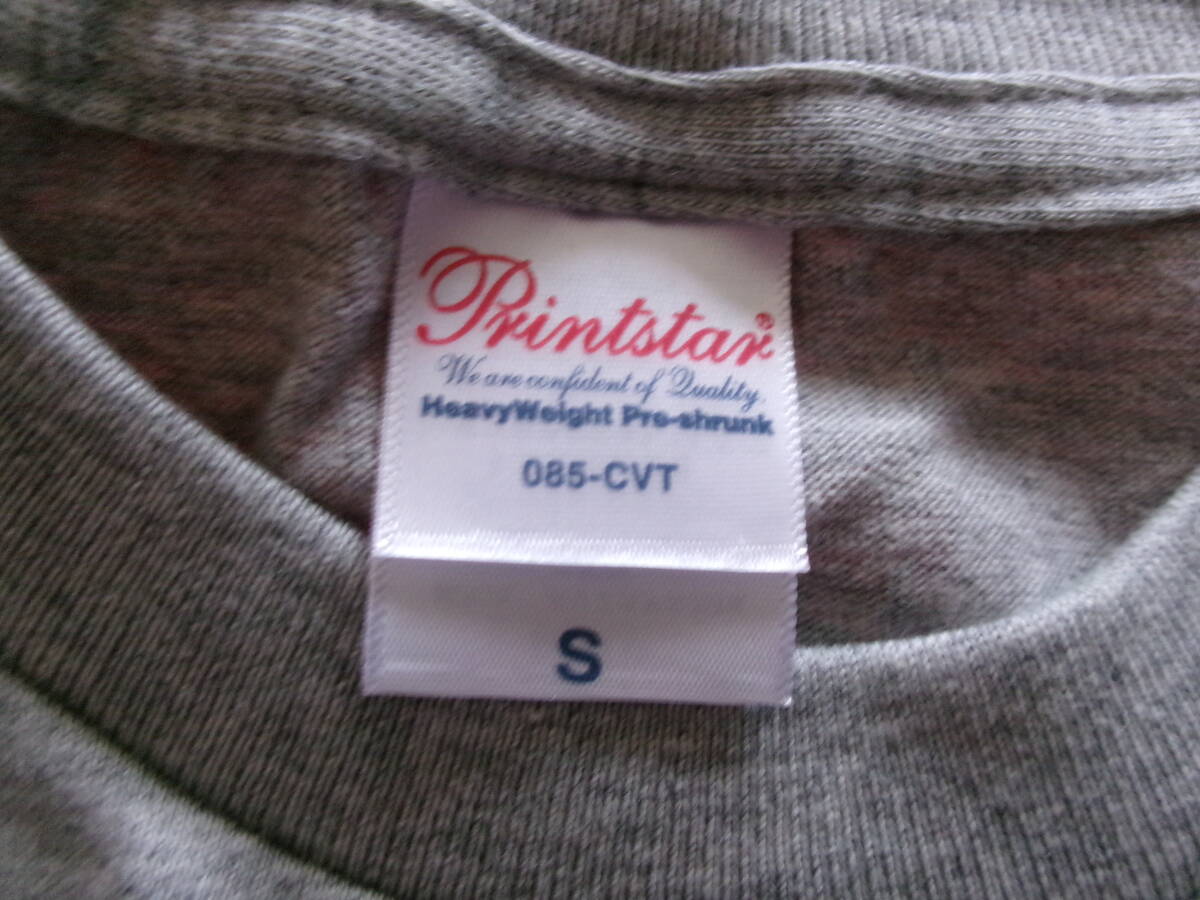 Printstar®
We are confident of Quality.
HeavyWeight Pre-shrunk
085-CVT
S